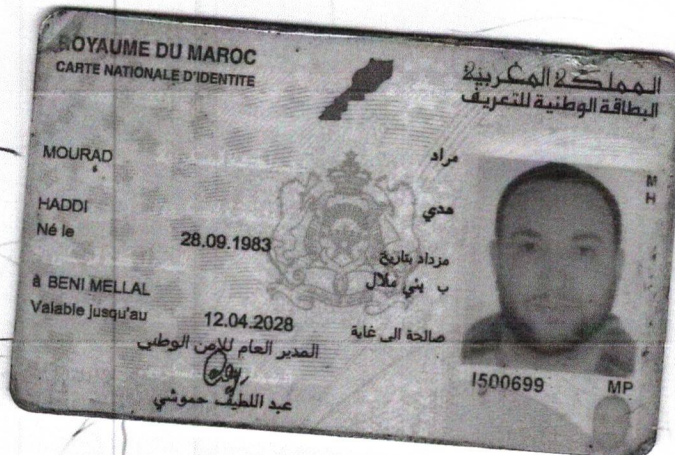 ROYAUME DU MAROC
المملكة المغربية
CARTE NATIONALE D'IDENTITE
البطاقة الوطنية للتعريف
MOURAD
مراد
HADDI
هدي
Né le 28.09.1983
مزداد بتاريخ
à BENI MELLAL
ب بني ملال
Valable jusqu'au 12.04.2028
صالحة الى غاية
المدير العام للأمن الوطني
عبد اللطيف حموشي
M
H
I500699 MP